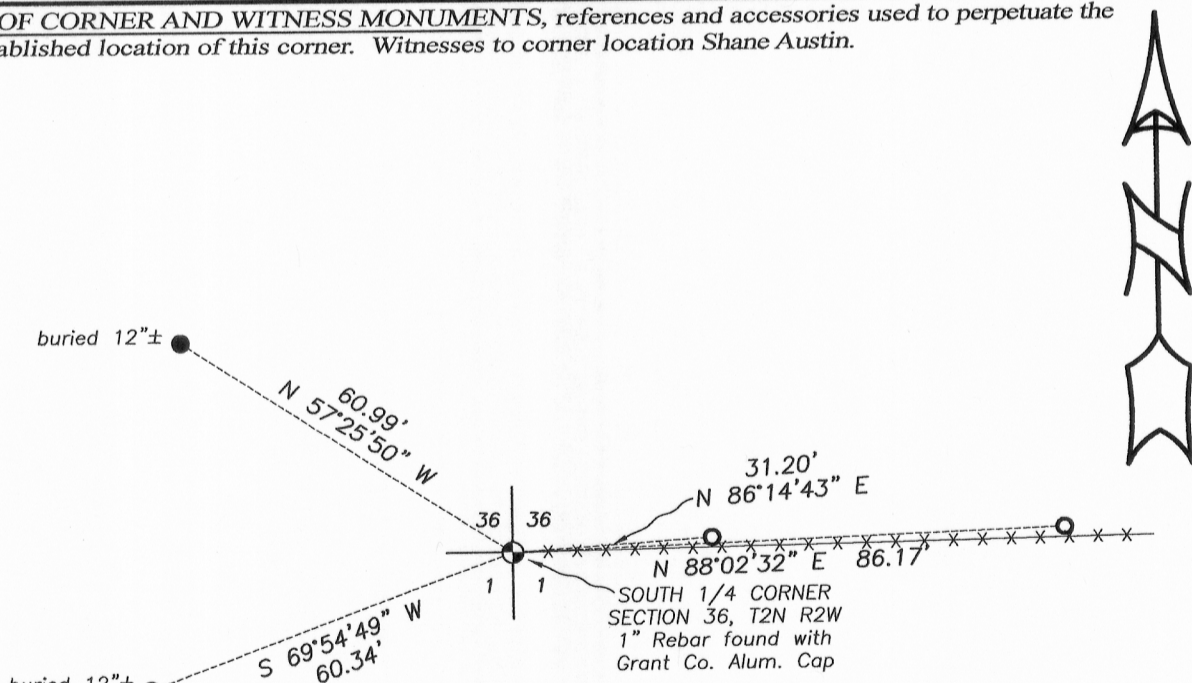 OF CORNER AND WITNESS MONUMENTS, references and accessories used to perpetuate the
ablished location of this corner. Witnesses to corner location Shane Austin.
N
buried 12"±
60.99'
N 57°25'50" W
31.20'
N 86°14'43" E
36 36
N 88°02'32" E 86.17'
1 1
SOUTH 1/4 CORNER
SECTION 36, T2N R2W
1" Rebar found with
Grant Co. Alum. Cap
S 69°54'49" W
60.34'
buried 12"±